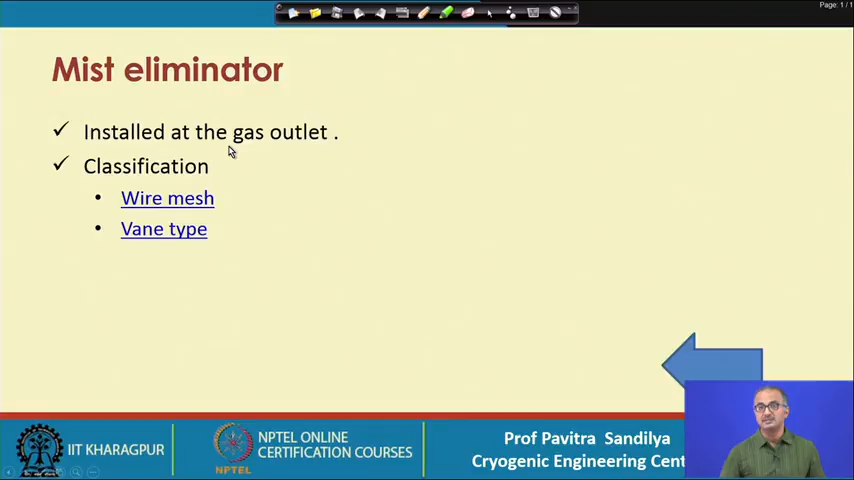 Page: 1 / 1
Mist eliminator
✓ Installed at the gas outlet .
✓ Classification
• Wire mesh
• Vane type
IIT KHARAGPUR
NPTEL
NPTEL ONLINE
CERTIFICATION COURSES
Prof Pavitra Sandilya
Cryogenic Engineering Cent